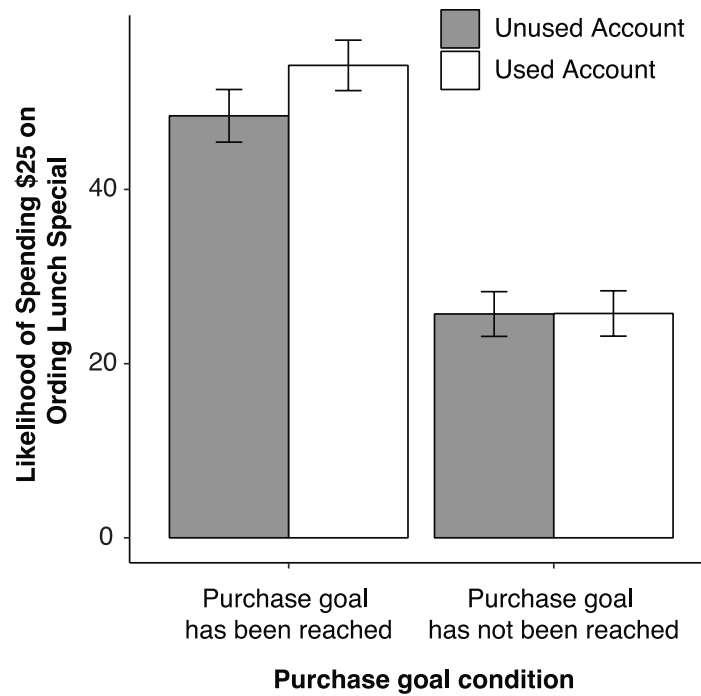 Unused Account
Used Account
Likelihood of Spending $25 on
Ording Lunch Special
40
20
0
Purchase goal
has been reached
Purchase goal
has not been reached
Purchase goal condition